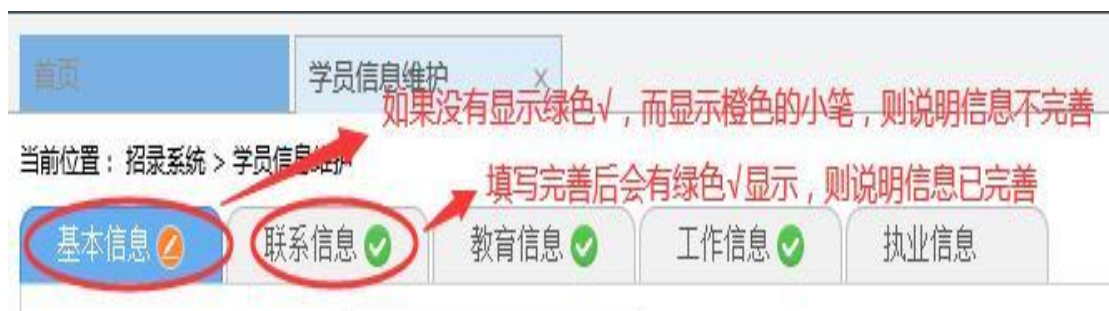 首页
学员信息维护 ×
如果没有显示绿色√，而显示橙色的小笔，则说明信息不完善
当前位置：招录系统 > 学员信息维护
填写完善后会有绿色√显示，则说明信息已完善
基本信息 联系信息 教育信息 工作信息 执业信息